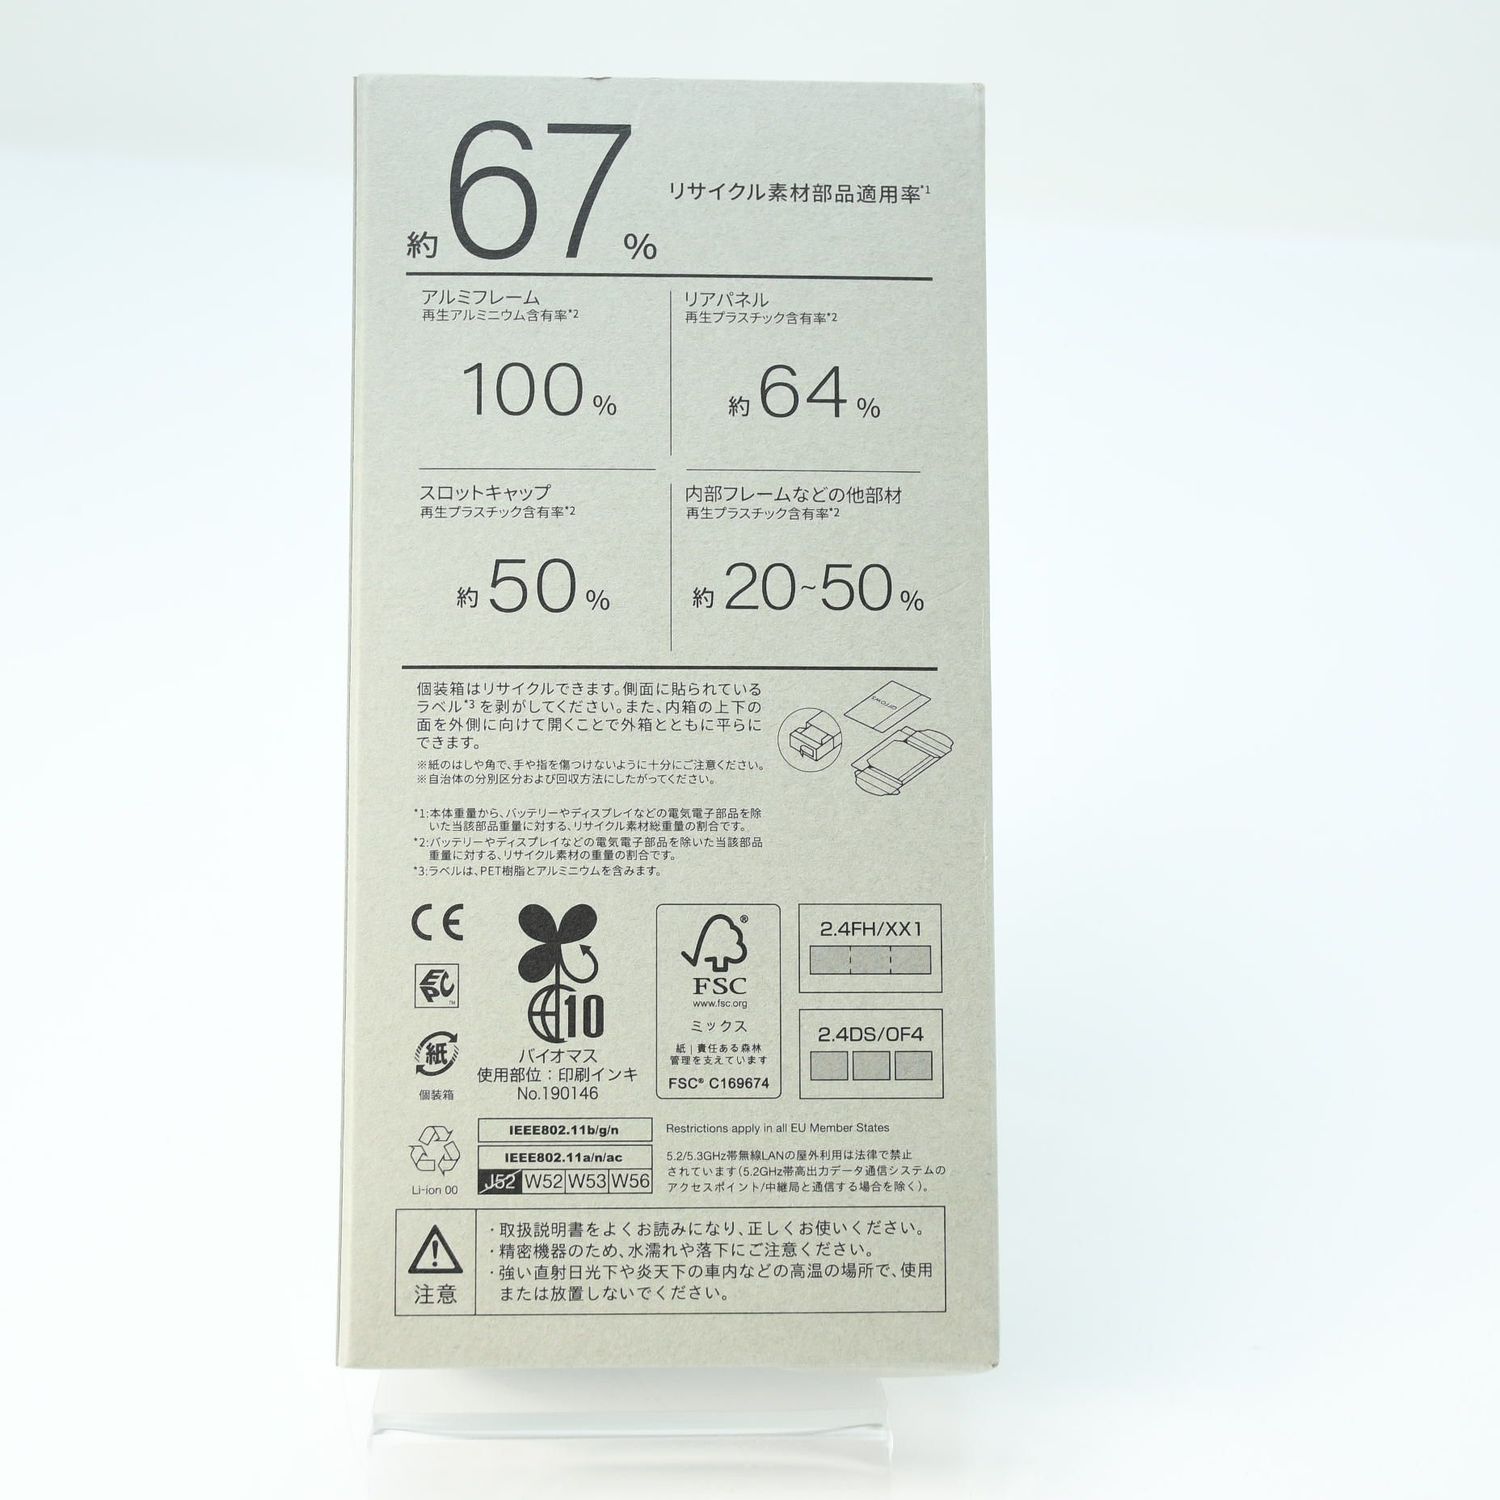 約67%
リサイクル素材部品適用率*1
アルミフレーム
再生アルミニウム含有率*2
100%
リアパネル
再生プラスチック含有率*2
約64%
スロットキャップ
再生プラスチック含有率*2
約50%
内部フレームなどの他部材
再生プラスチック含有率*2
約20~50%
個装箱はリサイクルできます。側面に貼られている
ラベル*3を剥がしてください。また、内箱の上下の
面を外側に向けて開くことで外箱とともに平らに
できます。
※紙のはしや角で、手や指を傷つけないように十分にご注意ください。
※自治体の分別区分および回収方法にしたがってください。
*1:本体重量から、バッテリーやディスプレイなどの電気電子部品を除
いた当該部品重量に対する、リサイクル素材総重量の割合です。
*2:バッテリーやディスプレイなどの電気電子部品を除いた当該部品
重量に対する、リサイクル素材の重量の割合です。
*3:ラベルは、PET樹脂とアルミニウムを含みます。
CE
EPC™
紙
個装箱
10
バイオマス
使用部位：印刷インキ
No.190146
®
FSC
www.fsc.org
ミックス
紙｜責任ある森林
管理を支えています
FSC® C169674
2.4FH/XX1
2.4DS/OF4
Li-ion 00
IEEE802.11b/g/n
IEEE802.11a/n/ac
J52 W52 W53 W56
Restrictions apply in all EU Member States
5.2/5.3GHz帯無線LANの屋外利用は法律で禁止
されています(5.2GHz帯高出力データ通信システムの
アクセスポイント/中継局と通信する場合を除く)。
注意
・取扱説明書をよくお読みになり、正しくお使いください。
・精密機器のため、水濡れや落下にご注意ください。
・強い直射日光下や炎天下の車内などの高温の場所で、使用
または放置しないでください。